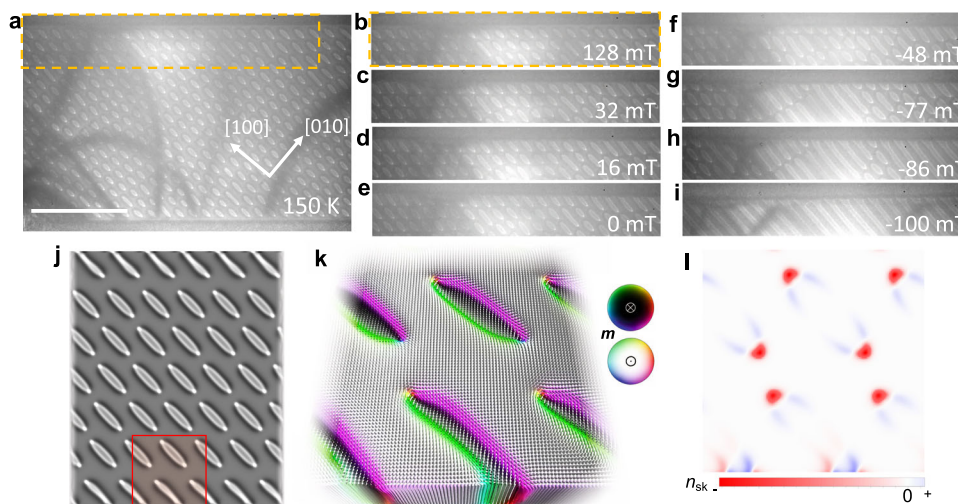 a
[100]
[010]
150 K
b
128 mT
c
32 mT
d
16 mT
e
0 mT
f
-48 mT
g
-77 mT
h
-86 mT
i
-100 mT
j
k
m
l
nsk
-
0
+